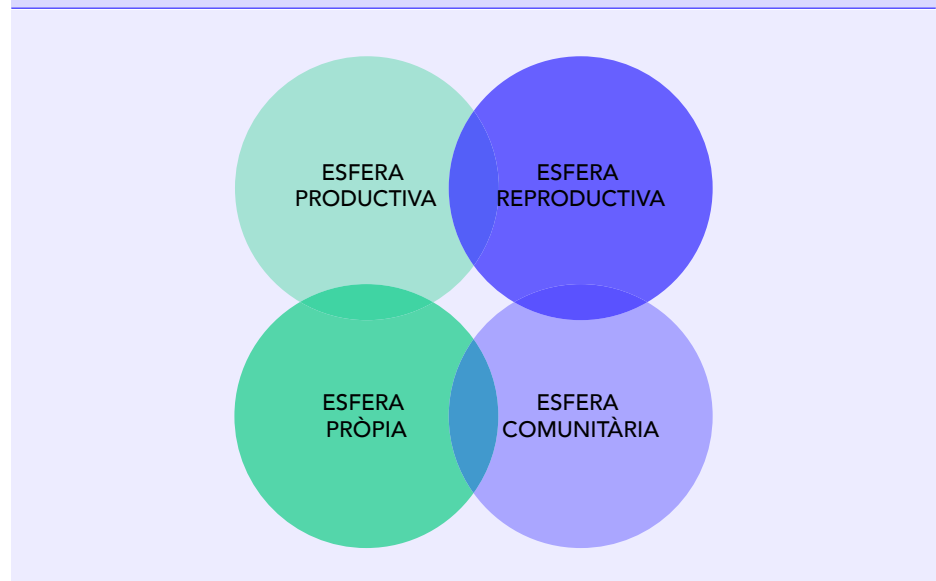 ESFERA
PRODUCTIVA
ESFERA
REPRODUCTIVA
ESFERA
PRÒPIA
ESFERA
COMUNITÀRIA